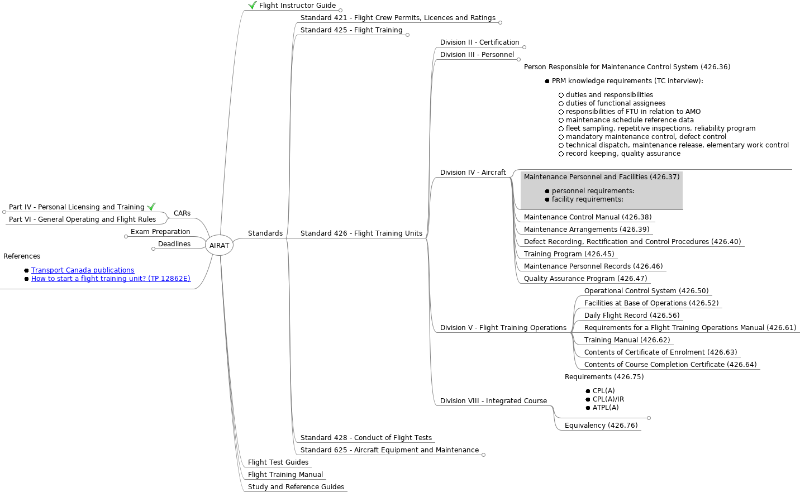 Flight Instructor Guide
Standard 421 - Flight Crew Permits, Licences and Ratings
Standard 425 - Flight Training
Division II - Certification
Division III - Personnel
Person Responsible for Maintenance Control System (426.36)
PRM knowledge requirements (TC Interview):
duties and responsibilities
duties of functional assignees
responsibilities of FTU in relation to AMO
maintenance schedule reference data
fleet sampling, repetitive inspections, reliability program
mandatory maintenance control, defect control
technical dispatch, maintenance release, elementary work control
record keeping, quality assurance
Division IV - Aircraft
Maintenance Personnel and Facilities (426.37)
personnel requirements:
facility requirements:
Maintenance Control Manual (426.38)
Maintenance Arrangements (426.39)
Defect Recording, Rectification and Control Procedures (426.40)
Training Program (426.45)
Maintenance Personnel Records (426.46)
Quality Assurance Program (426.47)
Part IV - Personal Licensing and Training
Part VI - General Operating and Flight Rules
CARs
Exam Preparation
Deadlines
AIRAT
Standards
Standard 426 - Flight Training Units
References
Transport Canada publications
How to start a flight training unit? (TP 12862E)
Operational Control System (426.50)
Facilities at Base of Operations (426.52)
Daily Flight Record (426.56)
Division V - Flight Training Operations
Requirements for a Flight Training Operations Manual (426.61)
Training Manual (426.62)
Contents of Certificate of Enrolment (426.63)
Contents of Course Completion Certificate (426.64)
Requirements (426.75)
CPL(A)
CPL(A)/IR
ATPL(A)
Division VIII - Integrated Course
Equivalency (426.76)
Standard 428 - Conduct of Flight Tests
Standard 625 - Aircraft Equipment and Maintenance
Flight Test Guides
Flight Training Manual
Study and Reference Guides